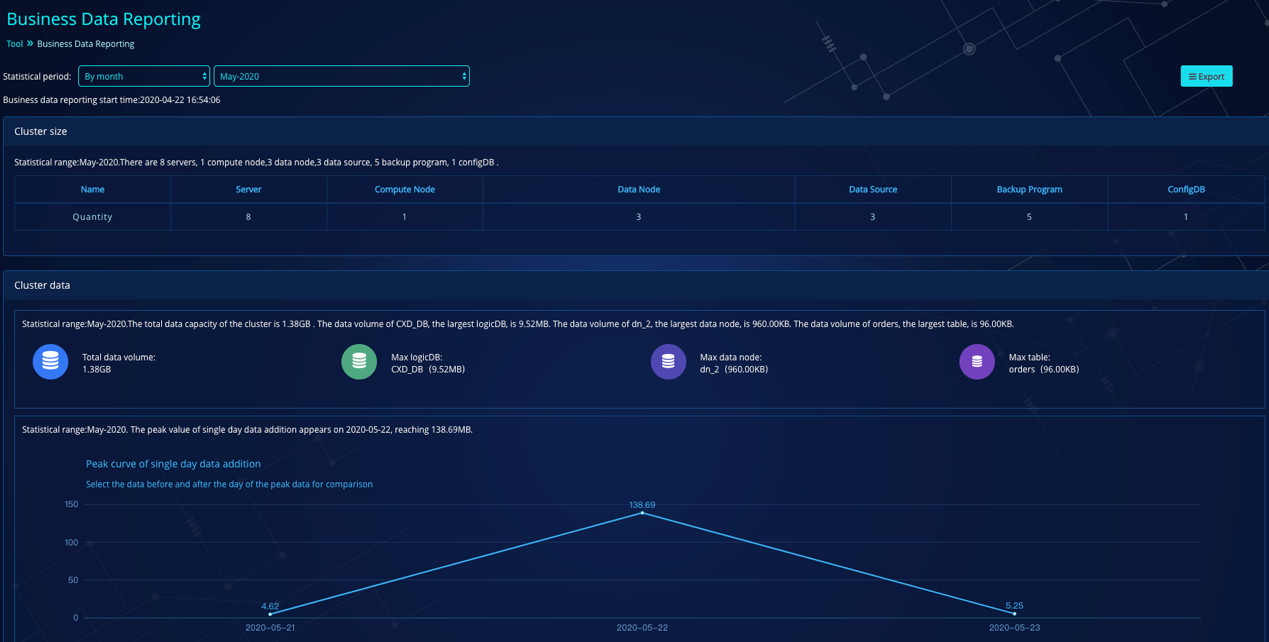 Business Data Reporting
Tool » Business Data Reporting
Statistical period: By month May-2020 Export
Business data reporting start time:2020-04-22 16:54:06
Cluster size
Statistical range:May-2020.There are 8 servers, 1 compute node,3 data node,3 data source, 5 backup program, 1 configDB .
Name Server Compute Node Data Node Data Source Backup Program ConfigDB
Quantity 8 1 3 3 5 1
Cluster data
Statistical range:May-2020.The total data capacity of the cluster is 1.38GB . The data volume of CXD_DB, the largest logicDB, is 9.52MB. The data volume of dn_2, the largest data node, is 960.00KB. The data volume of orders, the largest table, is 96.00KB.
Total data volume: Max logicDB: Max data node: Max table:
1.38GB CXD_DB (9.52MB) dn_2 (960.00KB) orders (96.00KB)
Statistical range:May-2020. The peak value of single day data addition appears on 2020-05-22, reaching 138.69MB.
Peak curve of single day data addition
Select the data before and after the day of the peak data for comparison
150 138.69
100
50
4.62 5.25
0
2020-05-21 2020-05-22 2020-05-23